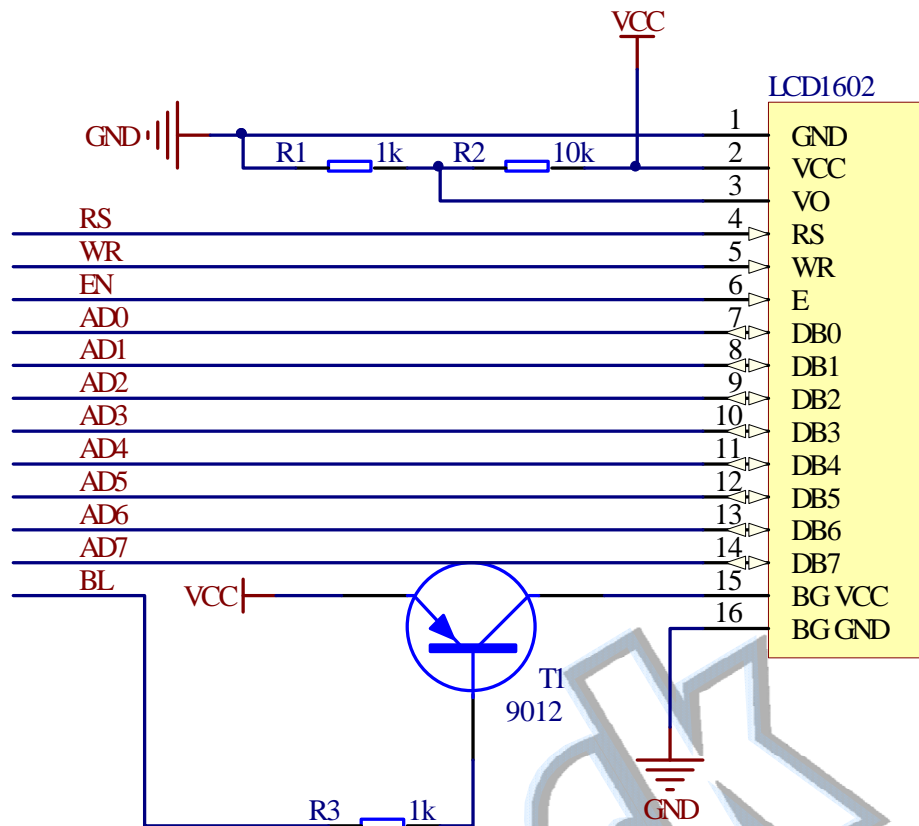 VCC
LCD1602
GND
1 GND
R1 1k R2 10k
2 VCC
3 VO
RS 4 RS
WR 5 WR
EN 6 E
AD0 7 DB0
AD1 8 DB1
AD2 9 DB2
AD3 10 DB3
AD4 11 DB4
AD5 12 DB5
AD6 13 DB6
AD7 14 DB7
BL VCC 15 BG VCC
16 BG GND
T1
9012
R3 1k
GND